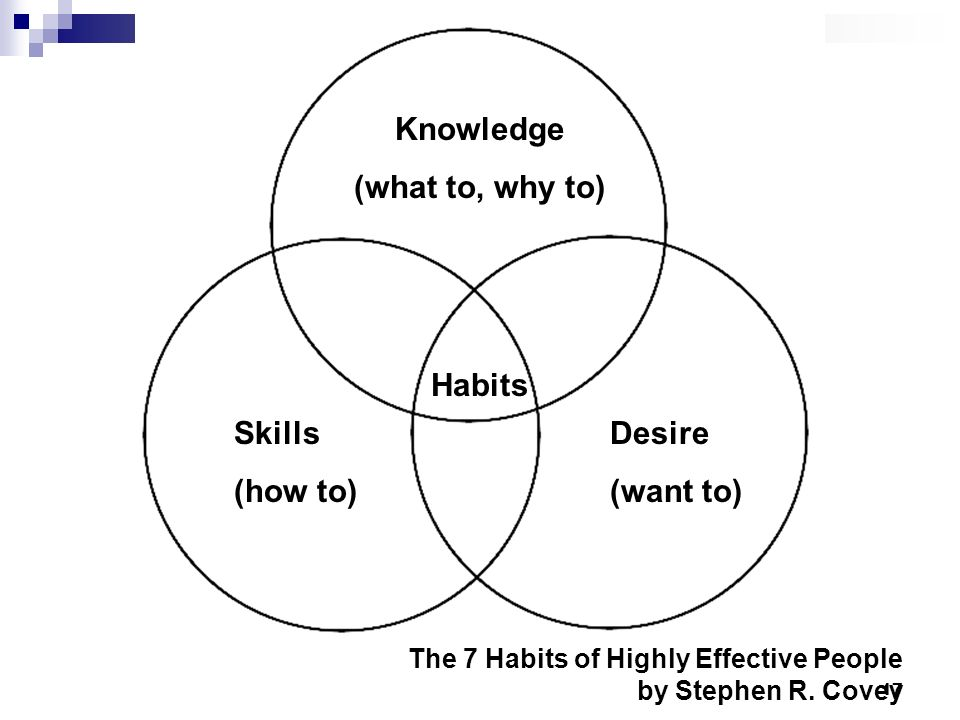 Knowledge
(what to, why to)
Habits
Skills
(how to)
Desire
(want to)
The 7 Habits of Highly Effective People
by Stephen R. Covey
17